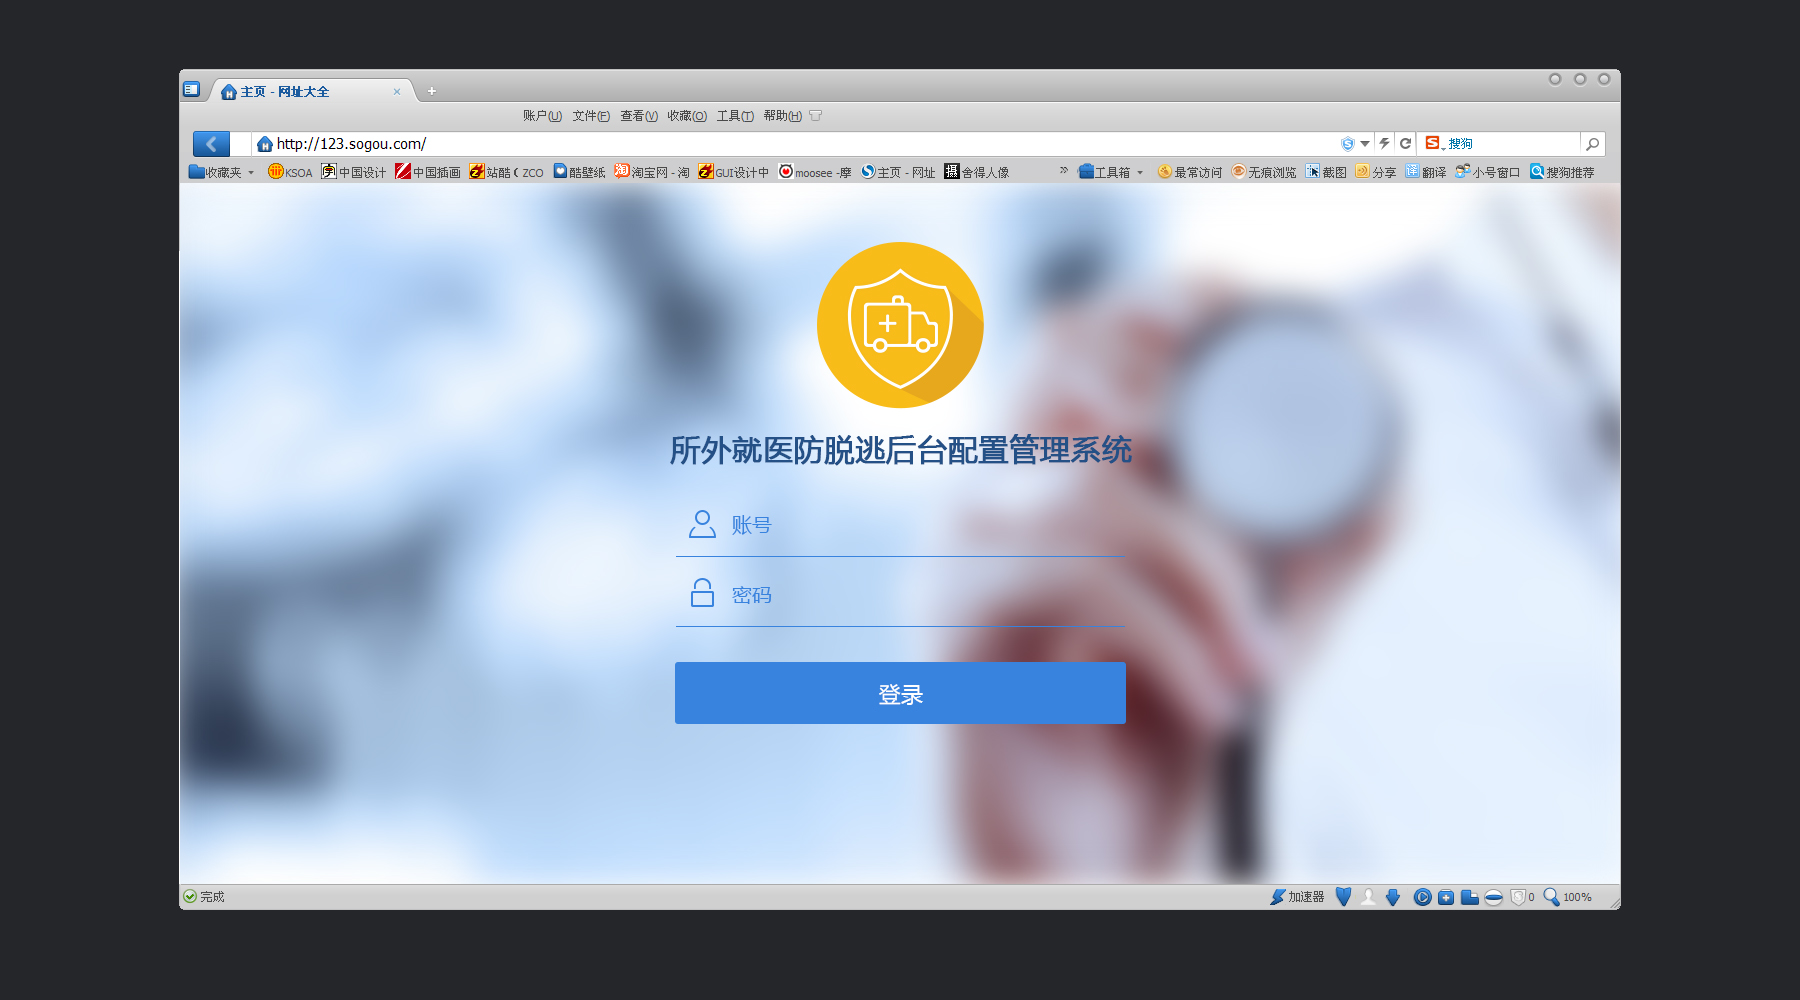 主页 - 网址大全
账户(U) 文件(F) 查看(V) 收藏(O) 工具(T) 帮助(H)
http://123.sogou.com/ 搜狗
收藏夹 KSOA 中国设计 中国插画 站酷 ( ZCO 酷壁纸 淘宝网 - 淘 GUI设计中 moosee -摩 主页 - 网址 舍得人像 » 工具箱 最常访问 无痕浏览 截图 分享 翻译 小号窗口 搜狗推荐
所外就医防脱逃后台配置管理系统
账号
密码
登录
完成 加速器 0 100%